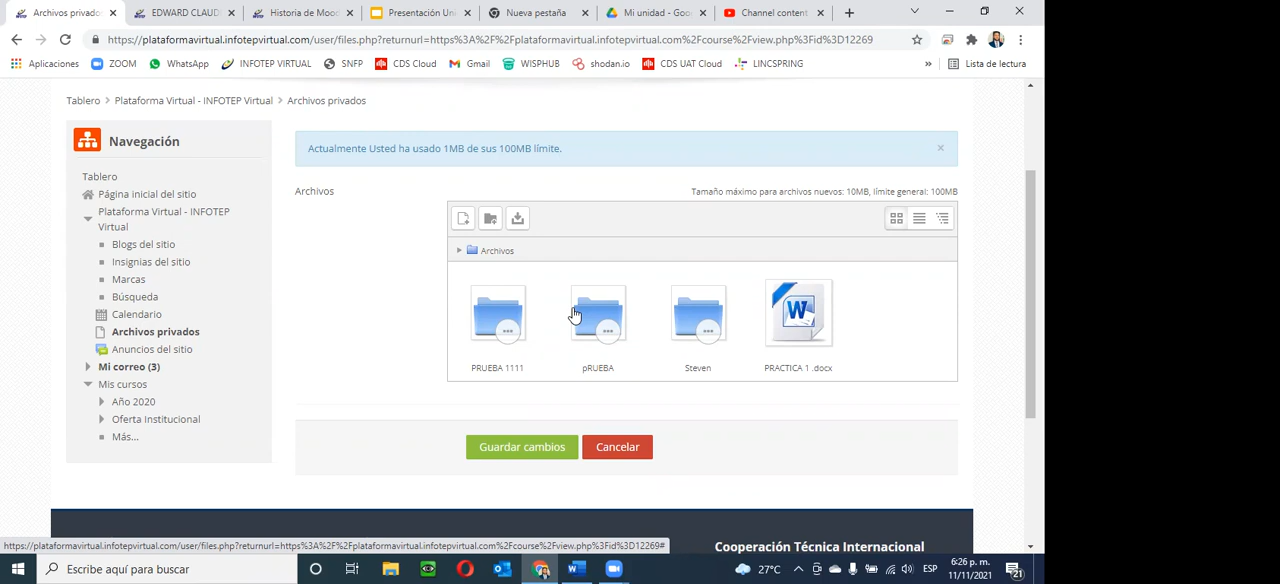 Archivos privado
EDWARD CLAUD
Historia de Mood
Presentación Uni
Nueva pestaña
Mi unidad - Goo
Channel content
https://plataformavirtual.infotepvirtual.com/user/files.php?returnurl=https%3A%2F%2Fplataformavirtual.infotepvirtual.com%2Fcourse%2Fview.php%3Fid%3D12269
Aplicaciones
ZOOM
WhatsApp
INFOTEP VIRTUAL
SNFP
CDS Cloud
Gmail
WISPHUB
shodan.io
CDS UAT Cloud
LINCSPRING
»
Lista de lectura
Tablero > Plataforma Virtual - INFOTEP Virtual > Archivos privados
Navegación
Tablero
Página inicial del sitio
Plataforma Virtual - INFOTEP
Virtual
Blogs del sitio
Insignias del sitio
Marcas
Búsqueda
Calendario
Archivos privados
Anuncios del sitio
Mi correo (3)
Mis cursos
Año 2020
Oferta Institucional
Más...
Actualmente Usted ha usado 1MB de sus 100MB límite.
Archivos
Tamaño máximo para archivos nuevos: 10MB, límite general: 100MB
Archivos
PRUEBA 1111
pRUEBA
Steven
W
PRACTICA 1 .docx
Guardar cambios
Cancelar
https://plataformavirtual.infotepvirtual.com/user/files.php?returnurl=https%3A%2F%2Fplataformavirtual.infotepvirtual.com%2Fcourse%2Fview.php%3Fid%3D12269#
Cooperación Técnica Internacional
Escribe aquí para buscar
27°C
ESP
6:26 p. m.
11/11/2021
21